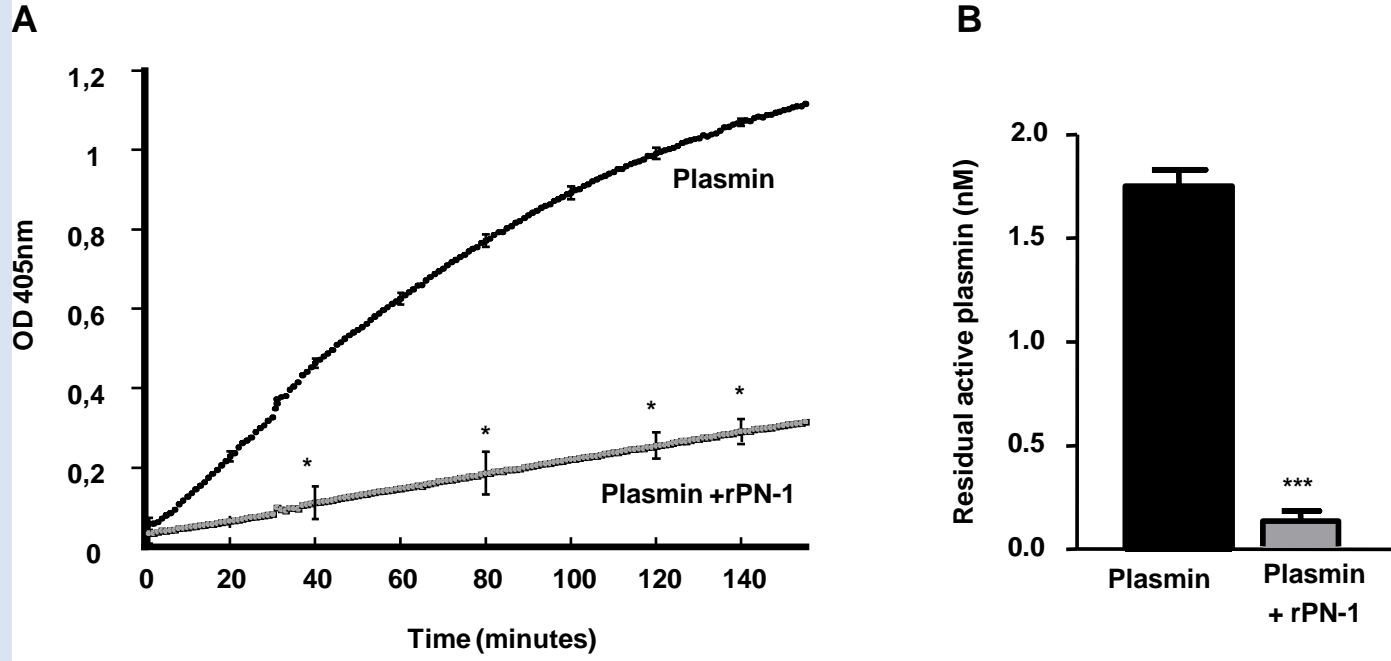 A
OD 405nm
1,2
1
0,8
0,6
0,4
0,2
0
Plasmin
*
*
*
*
Plasmin +rPN-1
0 20 40 60 80 100 120 140
Time (minutes)
B
Residual active plasmin (nM)
2.0
1.5
1.0
0.5
0.0
***
Plasmin
Plasmin
+ rPN-1